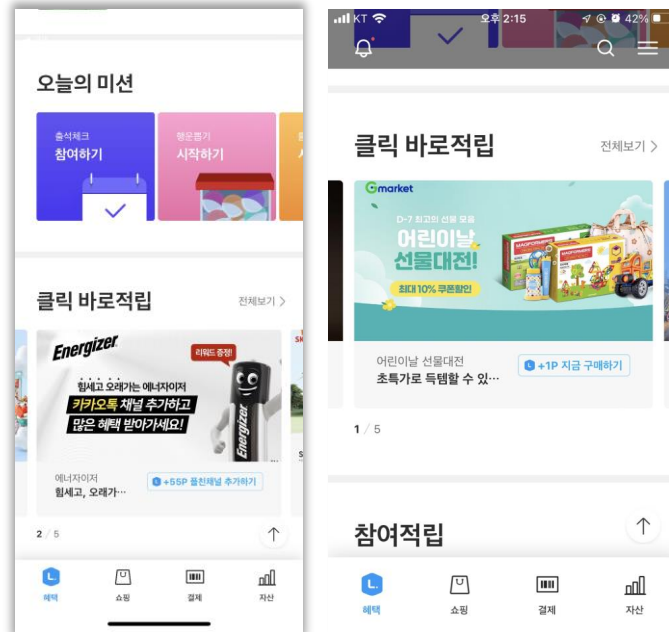 오늘의 미션
출석체크
참여하기
행운뽑기
시작하기
클릭 바로적립
전체보기 >
Energizer
리워드 증정!
힘세고 오래가는 에너자이저
카카오톡 채널 추가하고
많은 혜택 받아가세요!
Energizer
에너자이저
힘세고, 오래가…
L +55P 플친채널 추가하기
2 / 5
L.
혜택
쇼핑
결제
자산
KT
오후 2:15
42%
클릭 바로적립
전체보기 >
Gmarket
D-7 최고의 선물 모음
어린이날
선물대전!
최대 10% 쿠폰할인
MAGFORMERS
어린이날 선물대전
초특가로 득템할 수 있…
L +1P 지금 구매하기
1 / 5
참여적립
L.
혜택
쇼핑
결제
자산